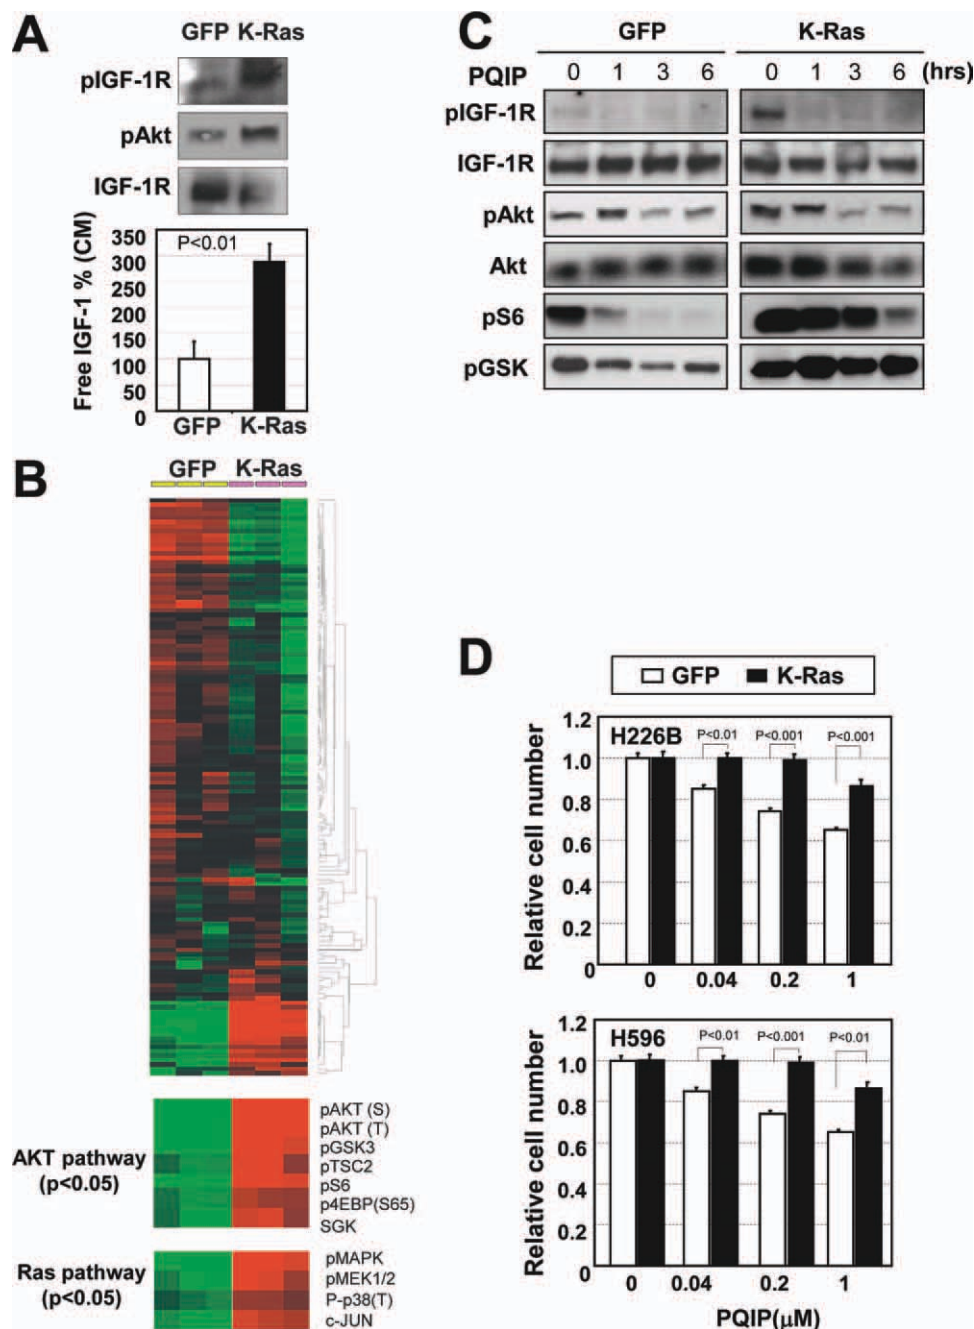 A
GFP K-Ras
pIGF-1R
pAkt
IGF-1R
Free IGF-1 % (CM)
350
300
250
200
150
100
50
0
P<0.01
GFP K-Ras
C
GFP K-Ras
PQIP 0 1 3 6 0 1 3 6 (hrs)
pIGF-1R
IGF-1R
pAkt
Akt
pS6
pGSK
B
GFP K-Ras
AKT pathway
(p<0.05)
pAKT (S)
pAKT (T)
pGSK3
pTSC2
pS6
p4EBP(S65)
SGK
Ras pathway
(p<0.05)
pMAPK
pMEK1/2
P-p38(T)
c-JUN
D
GFP K-Ras
Relative cell number
1.2
1.0
0.8
0.6
0.4
0.2
0
H226B
P<0.01 P<0.001 P<0.001
0 0.04 0.2 1
Relative cell number
1.2
1.0
0.8
0.6
0.4
0.2
0
H596
P<0.01 P<0.001 P<0.01
0 0.04 0.2 1
PQIP(μM)